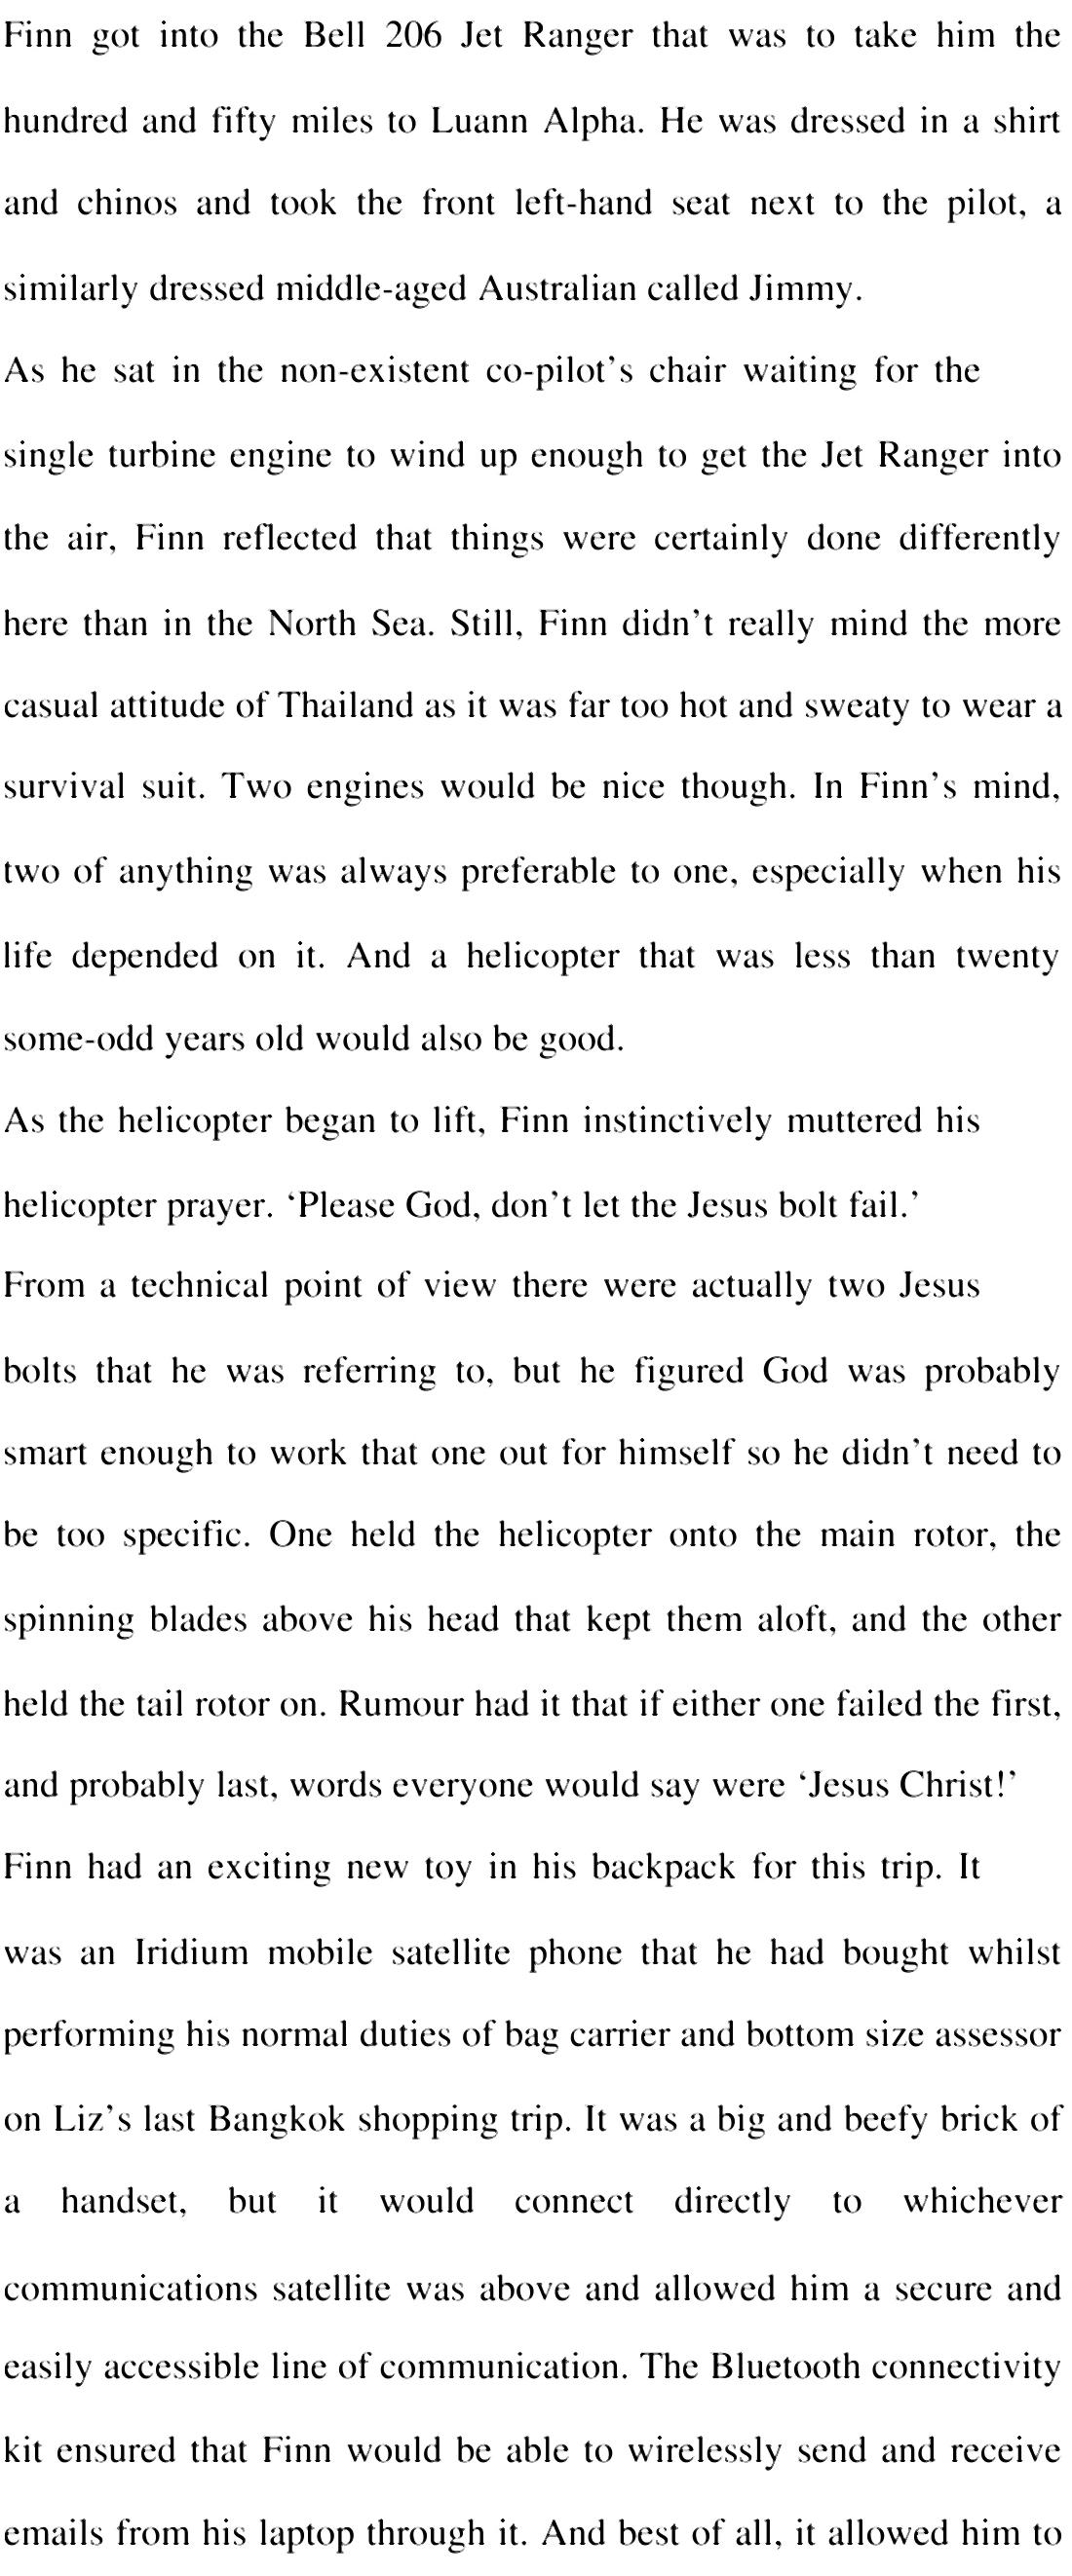 Finn got into the Bell 206 Jet Ranger that was to take him the
hundred and fifty miles to Luann Alpha. He was dressed in a shirt
and chinos and took the front left-hand seat next to the pilot, a
similarly dressed middle-aged Australian called Jimmy.
As he sat in the non-existent co-pilot’s chair waiting for the
single turbine engine to wind up enough to get the Jet Ranger into
the air, Finn reflected that things were certainly done differently
here than in the North Sea. Still, Finn didn’t really mind the more
casual attitude of Thailand as it was far too hot and sweaty to wear a
survival suit. Two engines would be nice though. In Finn’s mind,
two of anything was always preferable to one, especially when his
life depended on it. And a helicopter that was less than twenty
some-odd years old would also be good.
As the helicopter began to lift, Finn instinctively muttered his
helicopter prayer. ‘Please God, don’t let the Jesus bolt fail.’
From a technical point of view there were actually two Jesus
bolts that he was referring to, but he figured God was probably
smart enough to work that one out for himself so he didn’t need to
be too specific. One held the helicopter onto the main rotor, the
spinning blades above his head that kept them aloft, and the other
held the tail rotor on. Rumour had it that if either one failed the first,
and probably last, words everyone would say were ‘Jesus Christ!’
Finn had an exciting new toy in his backpack for this trip. It
was an Iridium mobile satellite phone that he had bought whilst
performing his normal duties of bag carrier and bottom size assessor
on Liz’s last Bangkok shopping trip. It was a big and beefy brick of
a handset, but it would connect directly to whichever
communications satellite was above and allowed him a secure and
easily accessible line of communication. The Bluetooth connectivity
kit ensured that Finn would be able to wirelessly send and receive
emails from his laptop through it. And best of all, it allowed him to